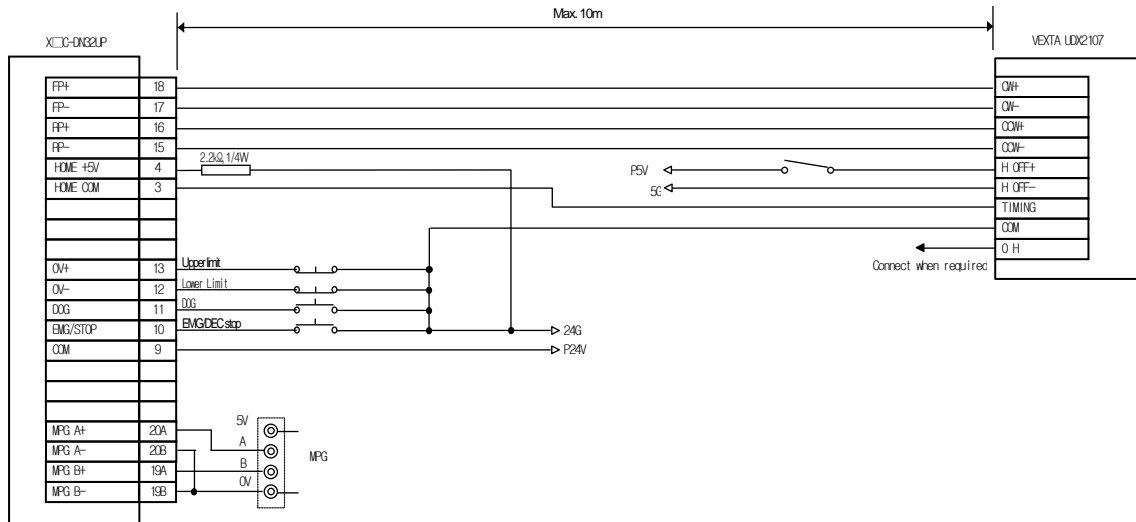 Max. 10m
X□C-DN32UP
VEXTA UDX2107
FP+ 18 CW+
FP- 17 CW-
RP+ 16 CCW+
RP- 15 CCW-
HOME +5V 4 2.2kΩ, 1/4W P5V H OFF+
HOME COM 3 5G H OFF-
TIMING
COM
O H
Connect when required
OV+ 13 Upper limit
OV- 12 Lower Limit
DOG 11 DOG
EMG/STOP 10 EMG/DEC stop 24G
COM 9 P24V
5V
MPG A+ 20A A
MPG A- 20B MPG
MPG B+ 19A B
MPG B- 19B 0V